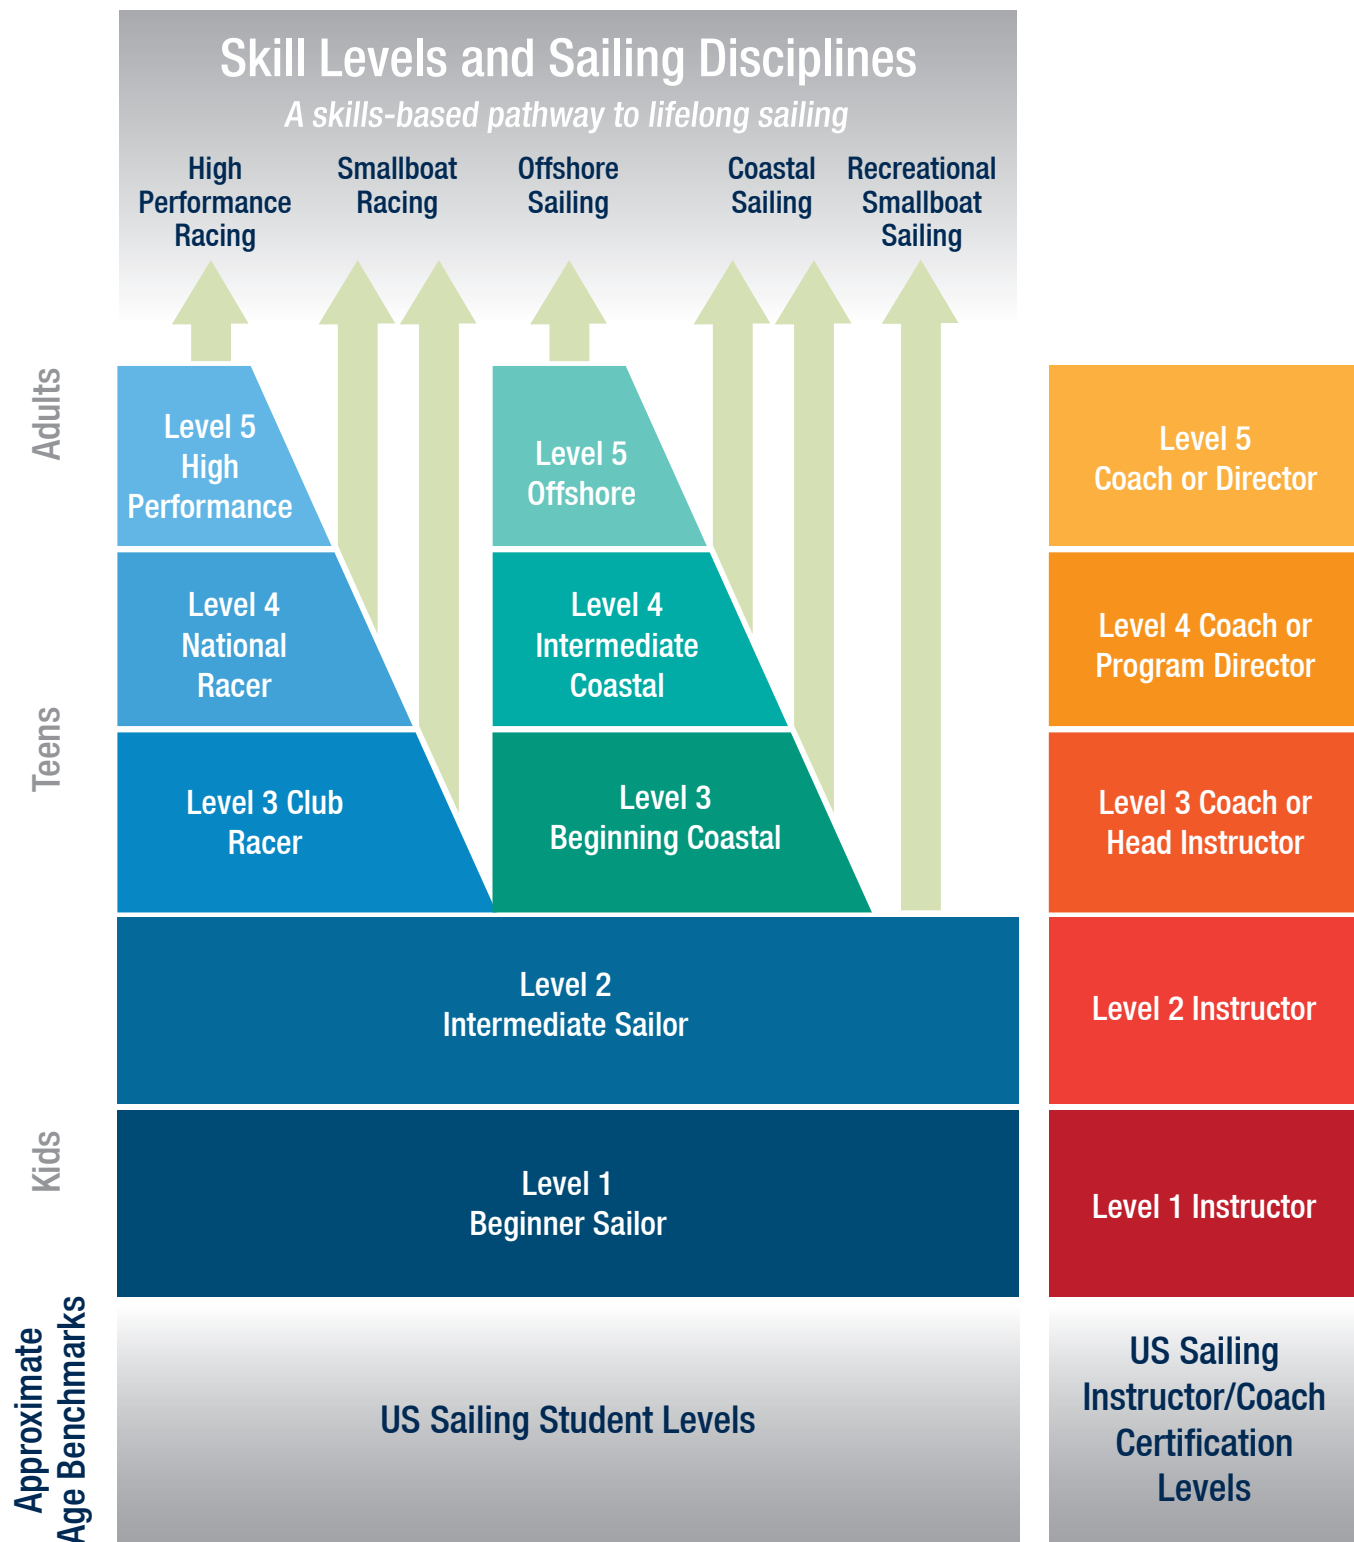 Skill Levels and Sailing Disciplines
A skills-based pathway to lifelong sailing
High
Performance
Racing
Smallboat
Racing
Offshore
Sailing
Coastal
Sailing
Recreational
Smallboat
Sailing
Adults
Level 5
High
Performance
Level 5
Offshore
Level 5
Coach or Director
Level 4
National
Racer
Level 4
Intermediate
Coastal
Level 4 Coach or
Program Director
Teens
Level 3 Club
Racer
Level 3
Beginning Coastal
Level 3 Coach or
Head Instructor
Level 2
Intermediate Sailor
Level 2 Instructor
Kids
Level 1
Beginner Sailor
Level 1 Instructor
Approximate
Age Benchmarks
US Sailing Student Levels
US Sailing
Instructor/Coach
Certification
Levels